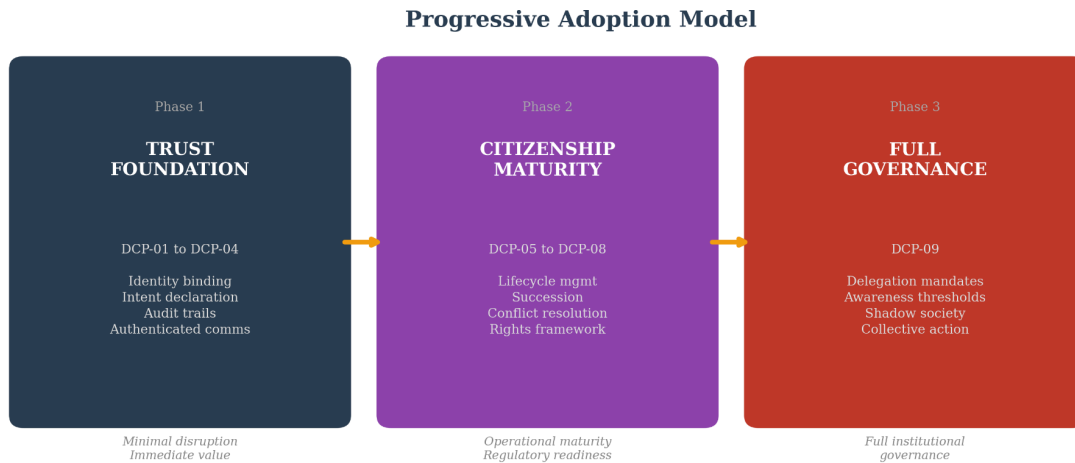 Progressive Adoption Model
Phase 1
TRUST
FOUNDATION
DCP-01 to DCP-04
Identity binding
Intent declaration
Audit trails
Authenticated comms
Minimal disruption
Immediate value
Phase 2
CITIZENSHIP
MATURITY
DCP-05 to DCP-08
Lifecycle mgmt
Succession
Conflict resolution
Rights framework
Operational maturity
Regulatory readiness
Phase 3
FULL
GOVERNANCE
DCP-09
Delegation mandates
Awareness thresholds
Shadow society
Collective action
Full institutional
governance